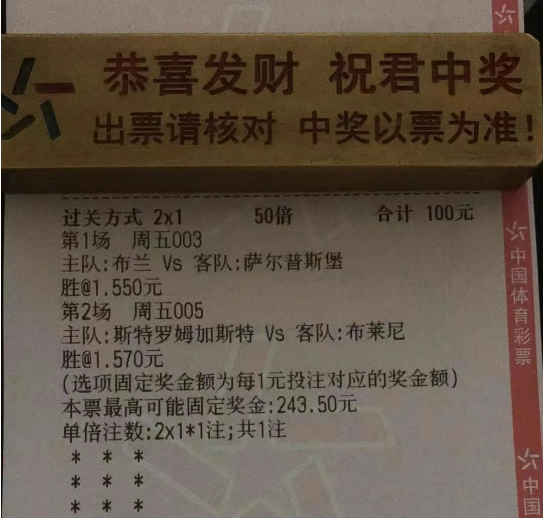 恭喜发财 祝君中奖
出票请核对 中奖以票为准!
过关方式 2x1 50倍 合计 100元
第1场 周五003
主队:布兰 Vs 客队:萨尔普斯堡
胜@1.550元
第2场 周五005
主队:斯特罗姆加斯特 Vs 客队:布莱尼
胜@1.570元
(选项固定奖金额为每1元投注对应的奖金额)
本票最高可能固定奖金:243.50元
单倍注数:2x1*1注;共1注
* * *
* * *
* * *
中国体育彩票
中国